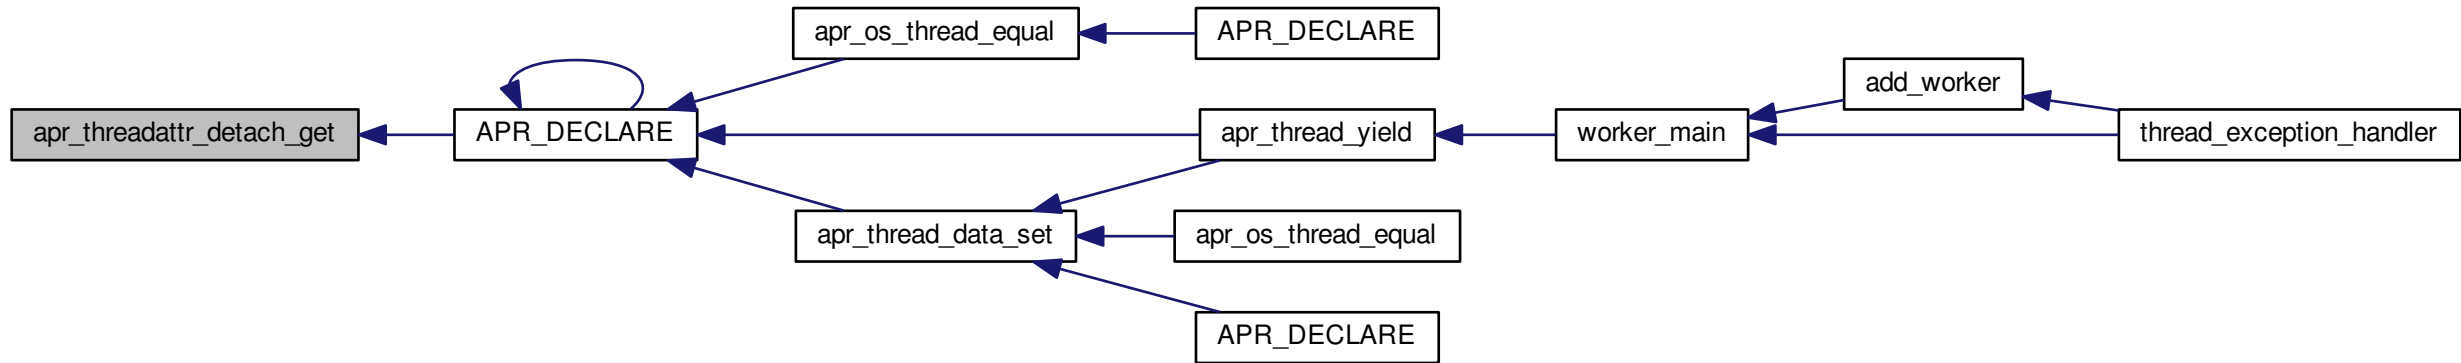 apr_os_thread_equal
APR_DECLARE
add_worker
apr_threadattr_detach_get
APR_DECLARE
apr_thread_yield
worker_main
thread_exception_handler
apr_thread_data_set
apr_os_thread_equal
APR_DECLARE